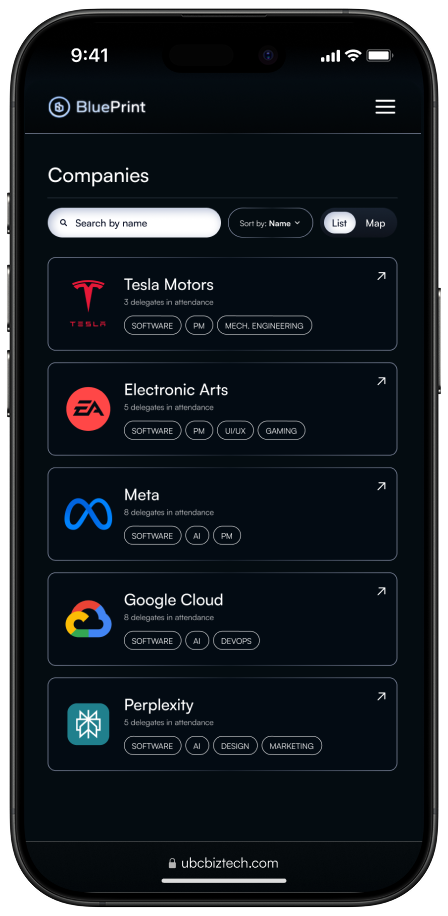 9:41
BluePrint
Companies
Search by name
Sort by: Name
List
Map
TESLA
Tesla Motors
3 delegates in attendance
SOFTWARE
PM
MECH. ENGINEERING
EA
Electronic Arts
5 delegates in attendance
SOFTWARE
PM
UI/UX
GAMING
Meta
8 delegates in attendance
SOFTWARE
AI
PM
Google Cloud
8 delegates in attendance
SOFTWARE
AI
DEVOPS
Perplexity
5 delegates in attendance
SOFTWARE
AI
DESIGN
MARKETING
ubcbiztech.com